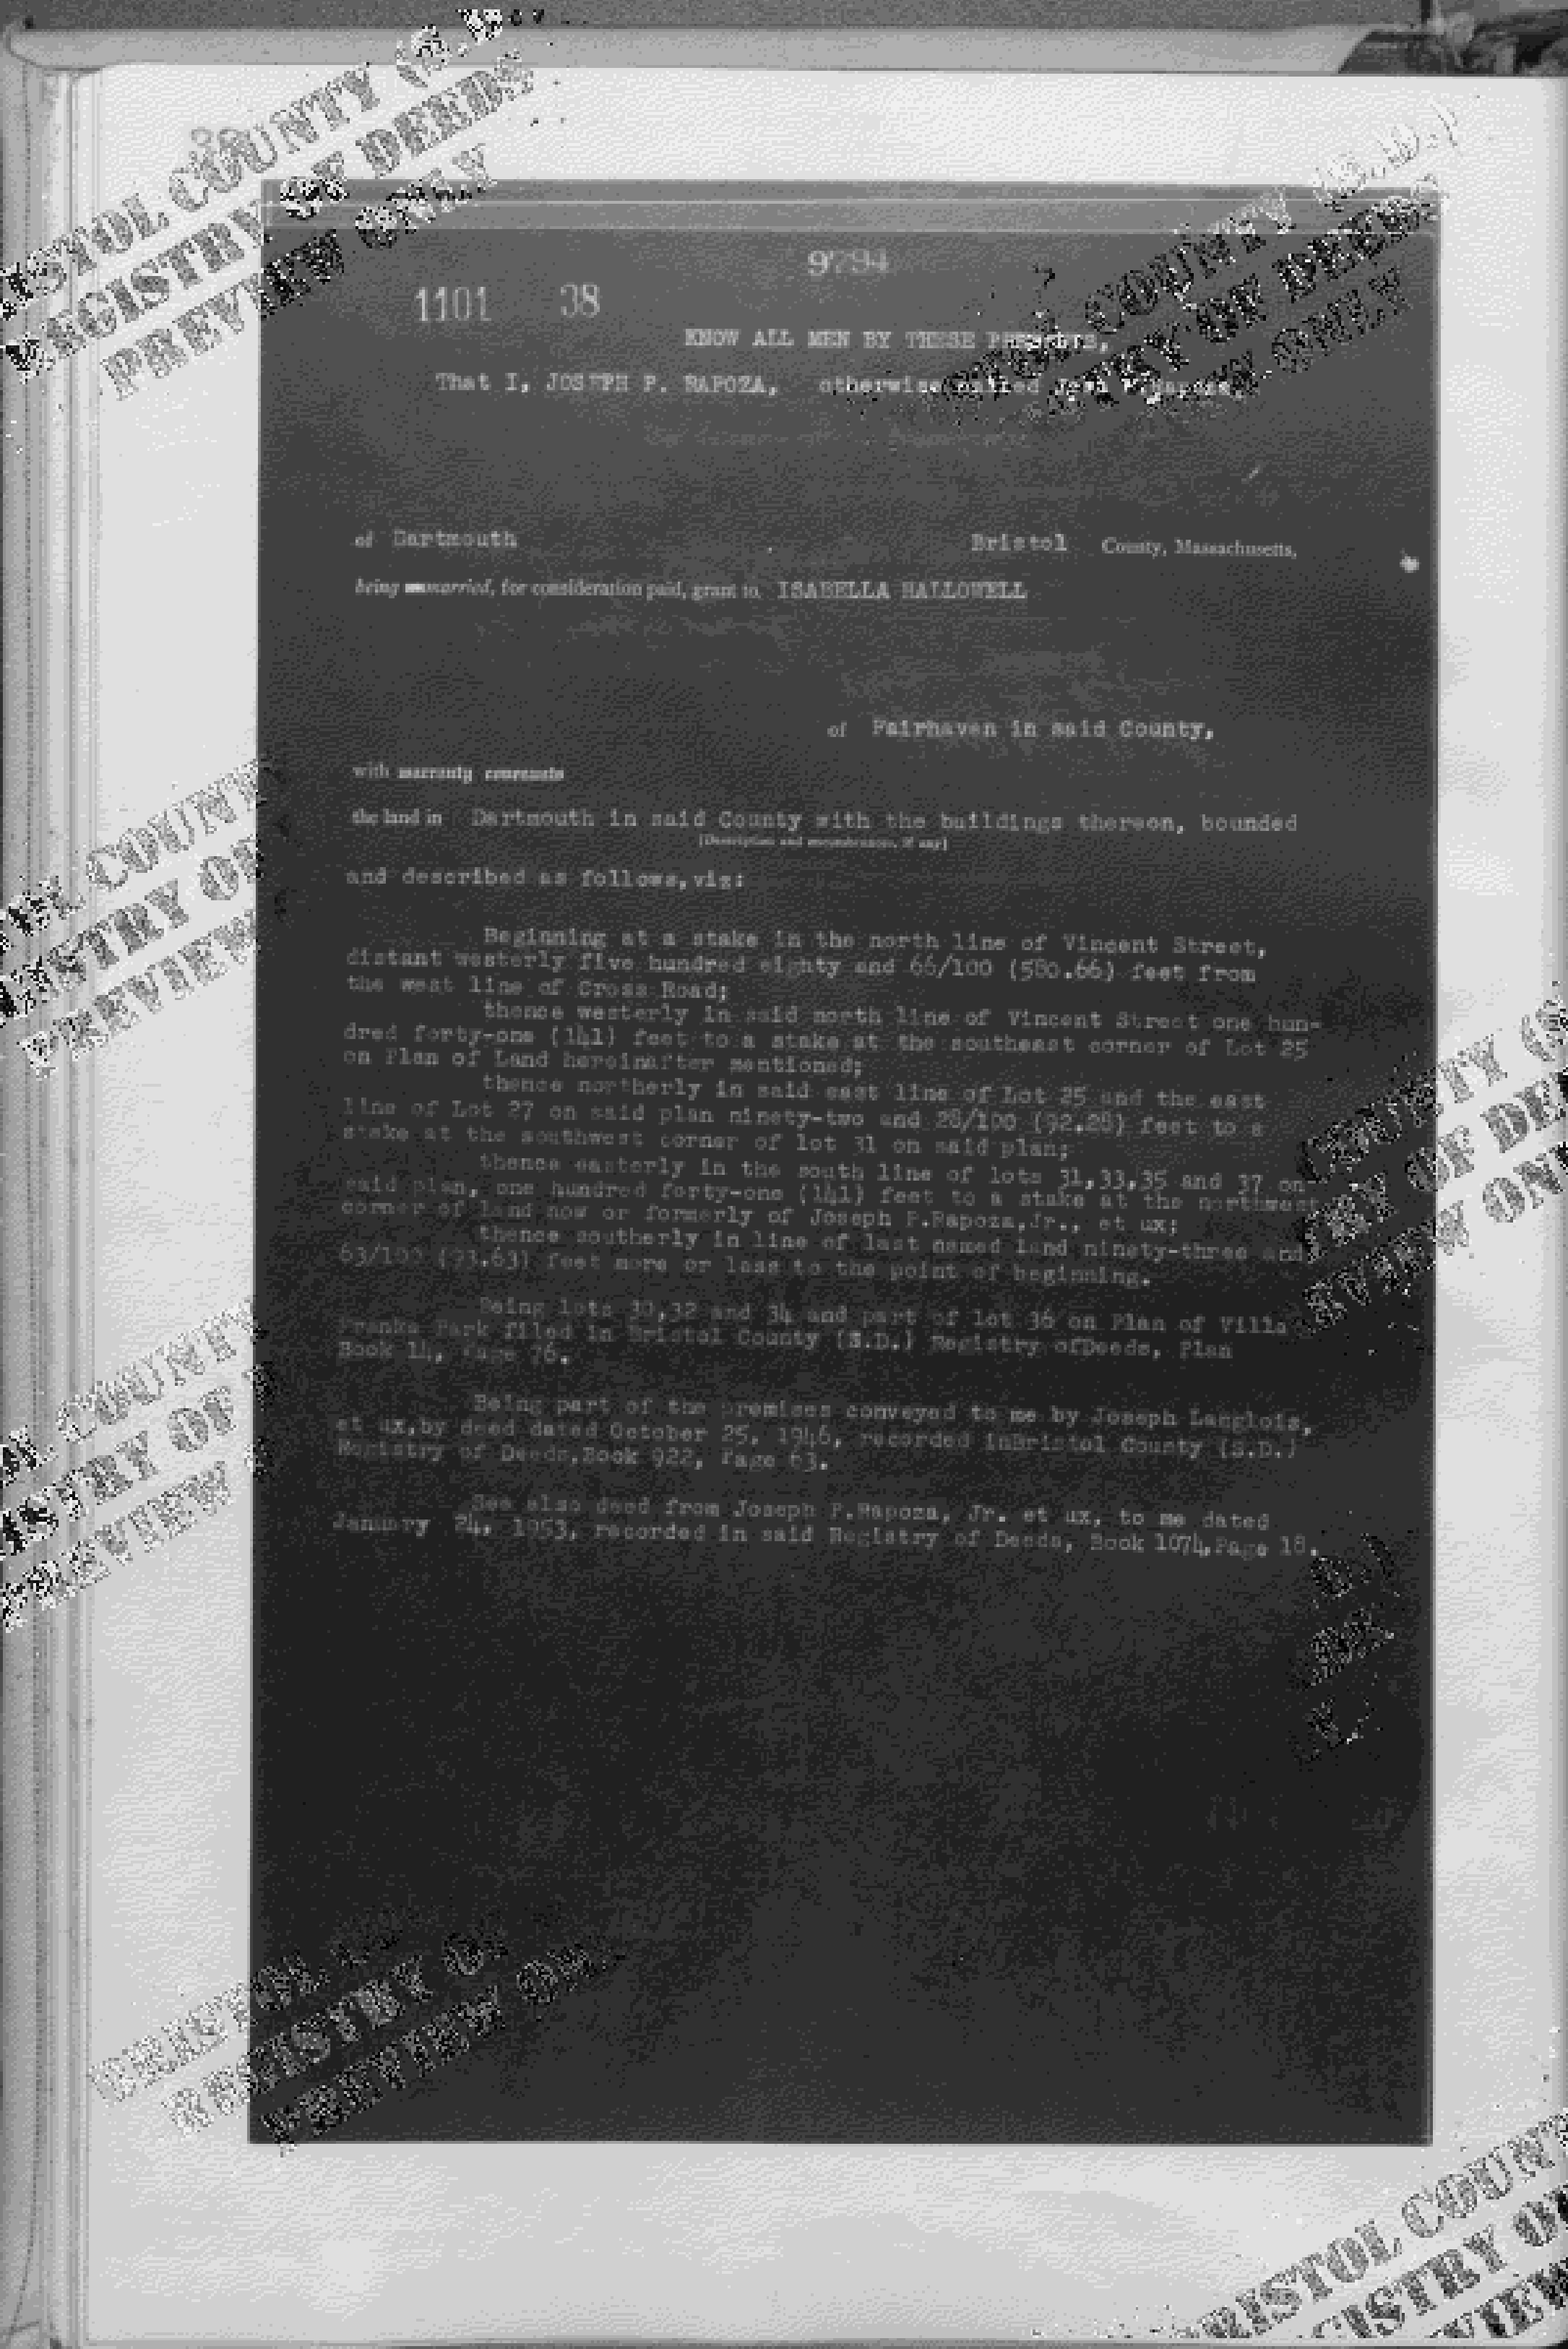 9794
1101 38
KNOW ALL MEN BY THESE PRESENTS,
That I, JOSEPH P. RAPOZA, otherwise called
of Dartmouth Bristol County, Massachusetts,
being unmarried, for consideration paid, grant to ISABELLA HALLOWELL
of Fairhaven in said County,
with warranty covenants
the land in Dartmouth in said County with the buildings thereon, bounded
(Description and encumbrances, if any)
and described as follows,viz:
Beginning at a stake in the north line of Vincent Street,
distant westerly five hundred eighty and 66/100 (580.66) feet from
the west line of Cross Road;
thence westerly in said north line of Vincent Street one hun-
dred forty-one (141) feet to a stake at the southeast corner of Lot 25
on Plan of Land hereinafter mentioned;
thence northerly in said east line of Lot 25 and the east
line of Lot 27 on said plan ninety-two and 28/100 (92.28) feet to a
stake at the southwest corner of lot 31 on said plan;
thence easterly in the south line of lots 31,33,35 and 37 on
said plan, one hundred forty-one (141) feet to a stake at the northwest
corner of land now or formerly of Joseph P.Rapoza,Jr., et ux;
thence southerly in line of last named land ninety-three and
63/100 (93.63) feet more or less to the point of beginning.
Being lots 30,32 and 34 and part of lot 36 on Plan of Villa
Franka Park filed in Bristol County (S.D.) Registry ofDeeds, Plan
Book 14, Page 76.
Being part of the premises conveyed to me by Joseph Langlois,
et ux,by deed dated October 25, 1946, recorded inBristol County (S.D.)
Registry of Deeds,Book 922, Page 63.
See also deed from Joseph P.Rapoza, Jr. et ux, to me dated
January 24, 1953, recorded in said Registry of Deeds, Book 1074,Page 18.